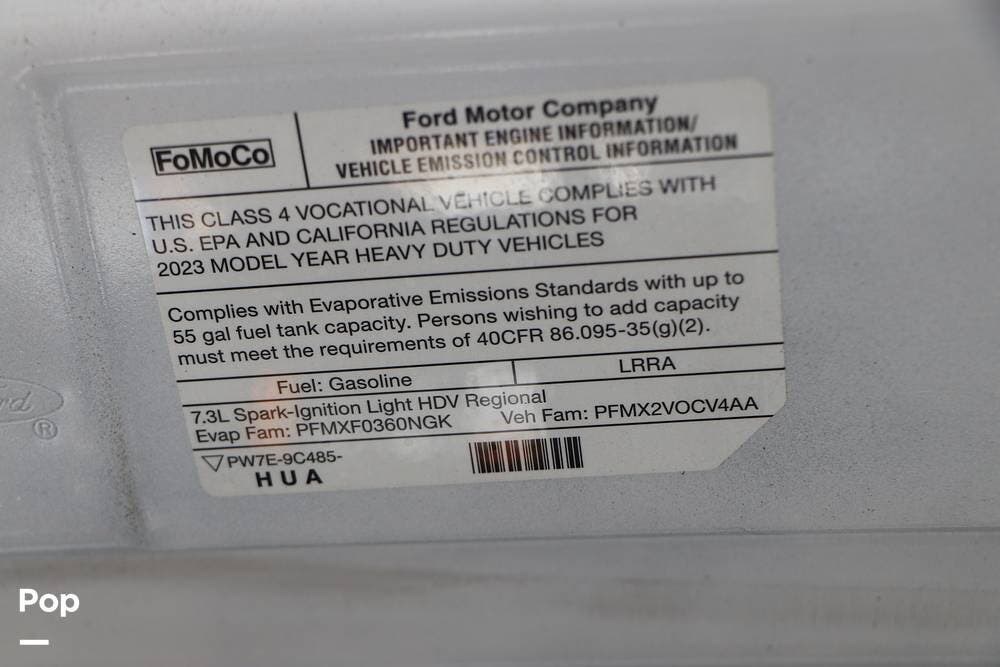 FoMoCo
Ford Motor Company
IMPORTANT ENGINE INFORMATION/
VEHICLE EMISSION CONTROL INFORMATION
THIS CLASS 4 VOCATIONAL VEHICLE COMPLIES WITH
U.S. EPA AND CALIFORNIA REGULATIONS FOR
2023 MODEL YEAR HEAVY DUTY VEHICLES
Complies with Evaporative Emissions Standards with up to
55 gal fuel tank capacity. Persons wishing to add capacity
must meet the requirements of 40CFR 86.095-35(g)(2).
Fuel: Gasoline
LRRA
7.3L Spark-Ignition Light HDV Regional
Evap Fam: PFMXF0360NGK
Veh Fam: PFMX2VOCV4AA
PW7E-9C485-
HUA
®
Pop